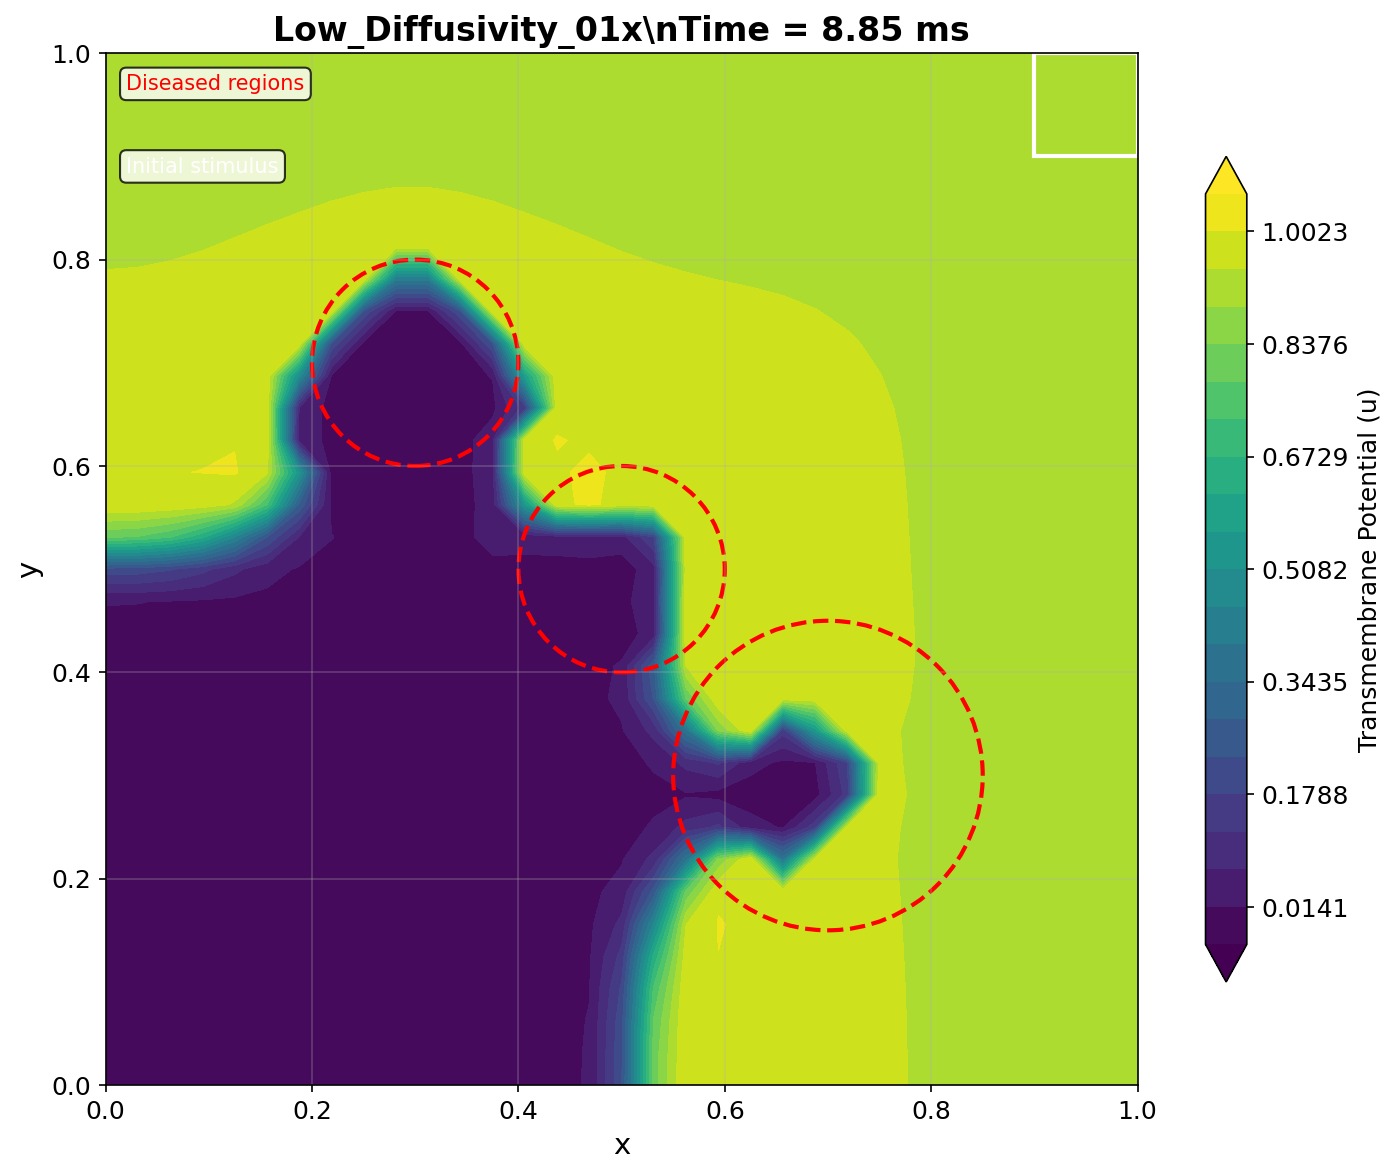 Low_Diffusivity_01x\nTime = 8.85 ms
Diseased regions
Initial stimulus
1.0
0.8
0.6
0.4
0.2
0.0
y
0.0 0.2 0.4 0.6 0.8 1.0
x
1.0023
0.8376
0.6729
0.5082
0.3435
0.1788
0.0141
Transmembrane Potential (u)